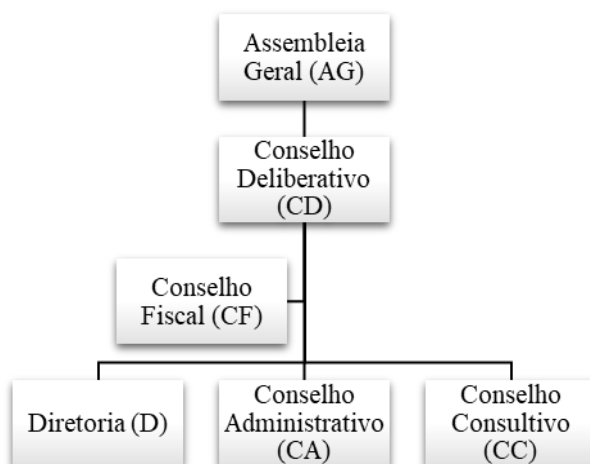 Assembleia
Geral (AG)
Conselho
Deliberativo
(CD)
Conselho
Fiscal (CF)
Diretoria (D)
Conselho
Administrativo
(CA)
Conselho
Consultivo
(CC)